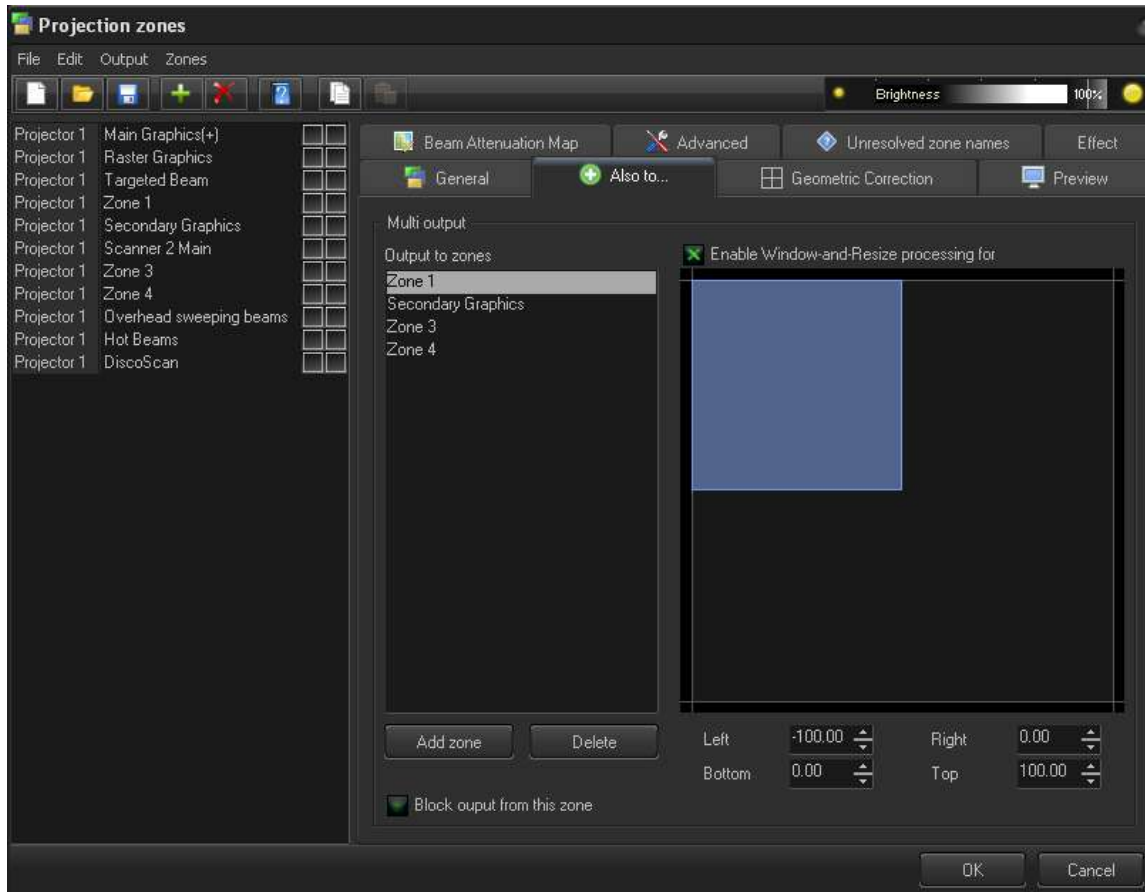 Projection zones
File Edit Output Zones
Brightness 100%
Projector 1 Main Graphics(+)
Projector 1 Raster Graphics
Projector 1 Targeted Beam
Projector 1 Zone 1
Projector 1 Secondary Graphics
Projector 1 Scanner 2 Main
Projector 1 Zone 3
Projector 1 Zone 4
Projector 1 Overhead sweeping beams
Projector 1 Hot Beams
Projector 1 DiscoScan
Beam Attenuation Map Advanced Unresolved zone names Effect
General Also to... Geometric Correction Preview
Multi output
Output to zones
Zone 1
Secondary Graphics
Zone 3
Zone 4
Enable Window-and-Resize processing for
Add zone Delete
Left -100.00 Right 0.00
Bottom 0.00 Top 100.00
Block ouput from this zone
OK Cancel